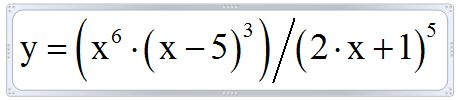 y = (x⁶ · (x − 5)³) / (2 · x + 1)⁵